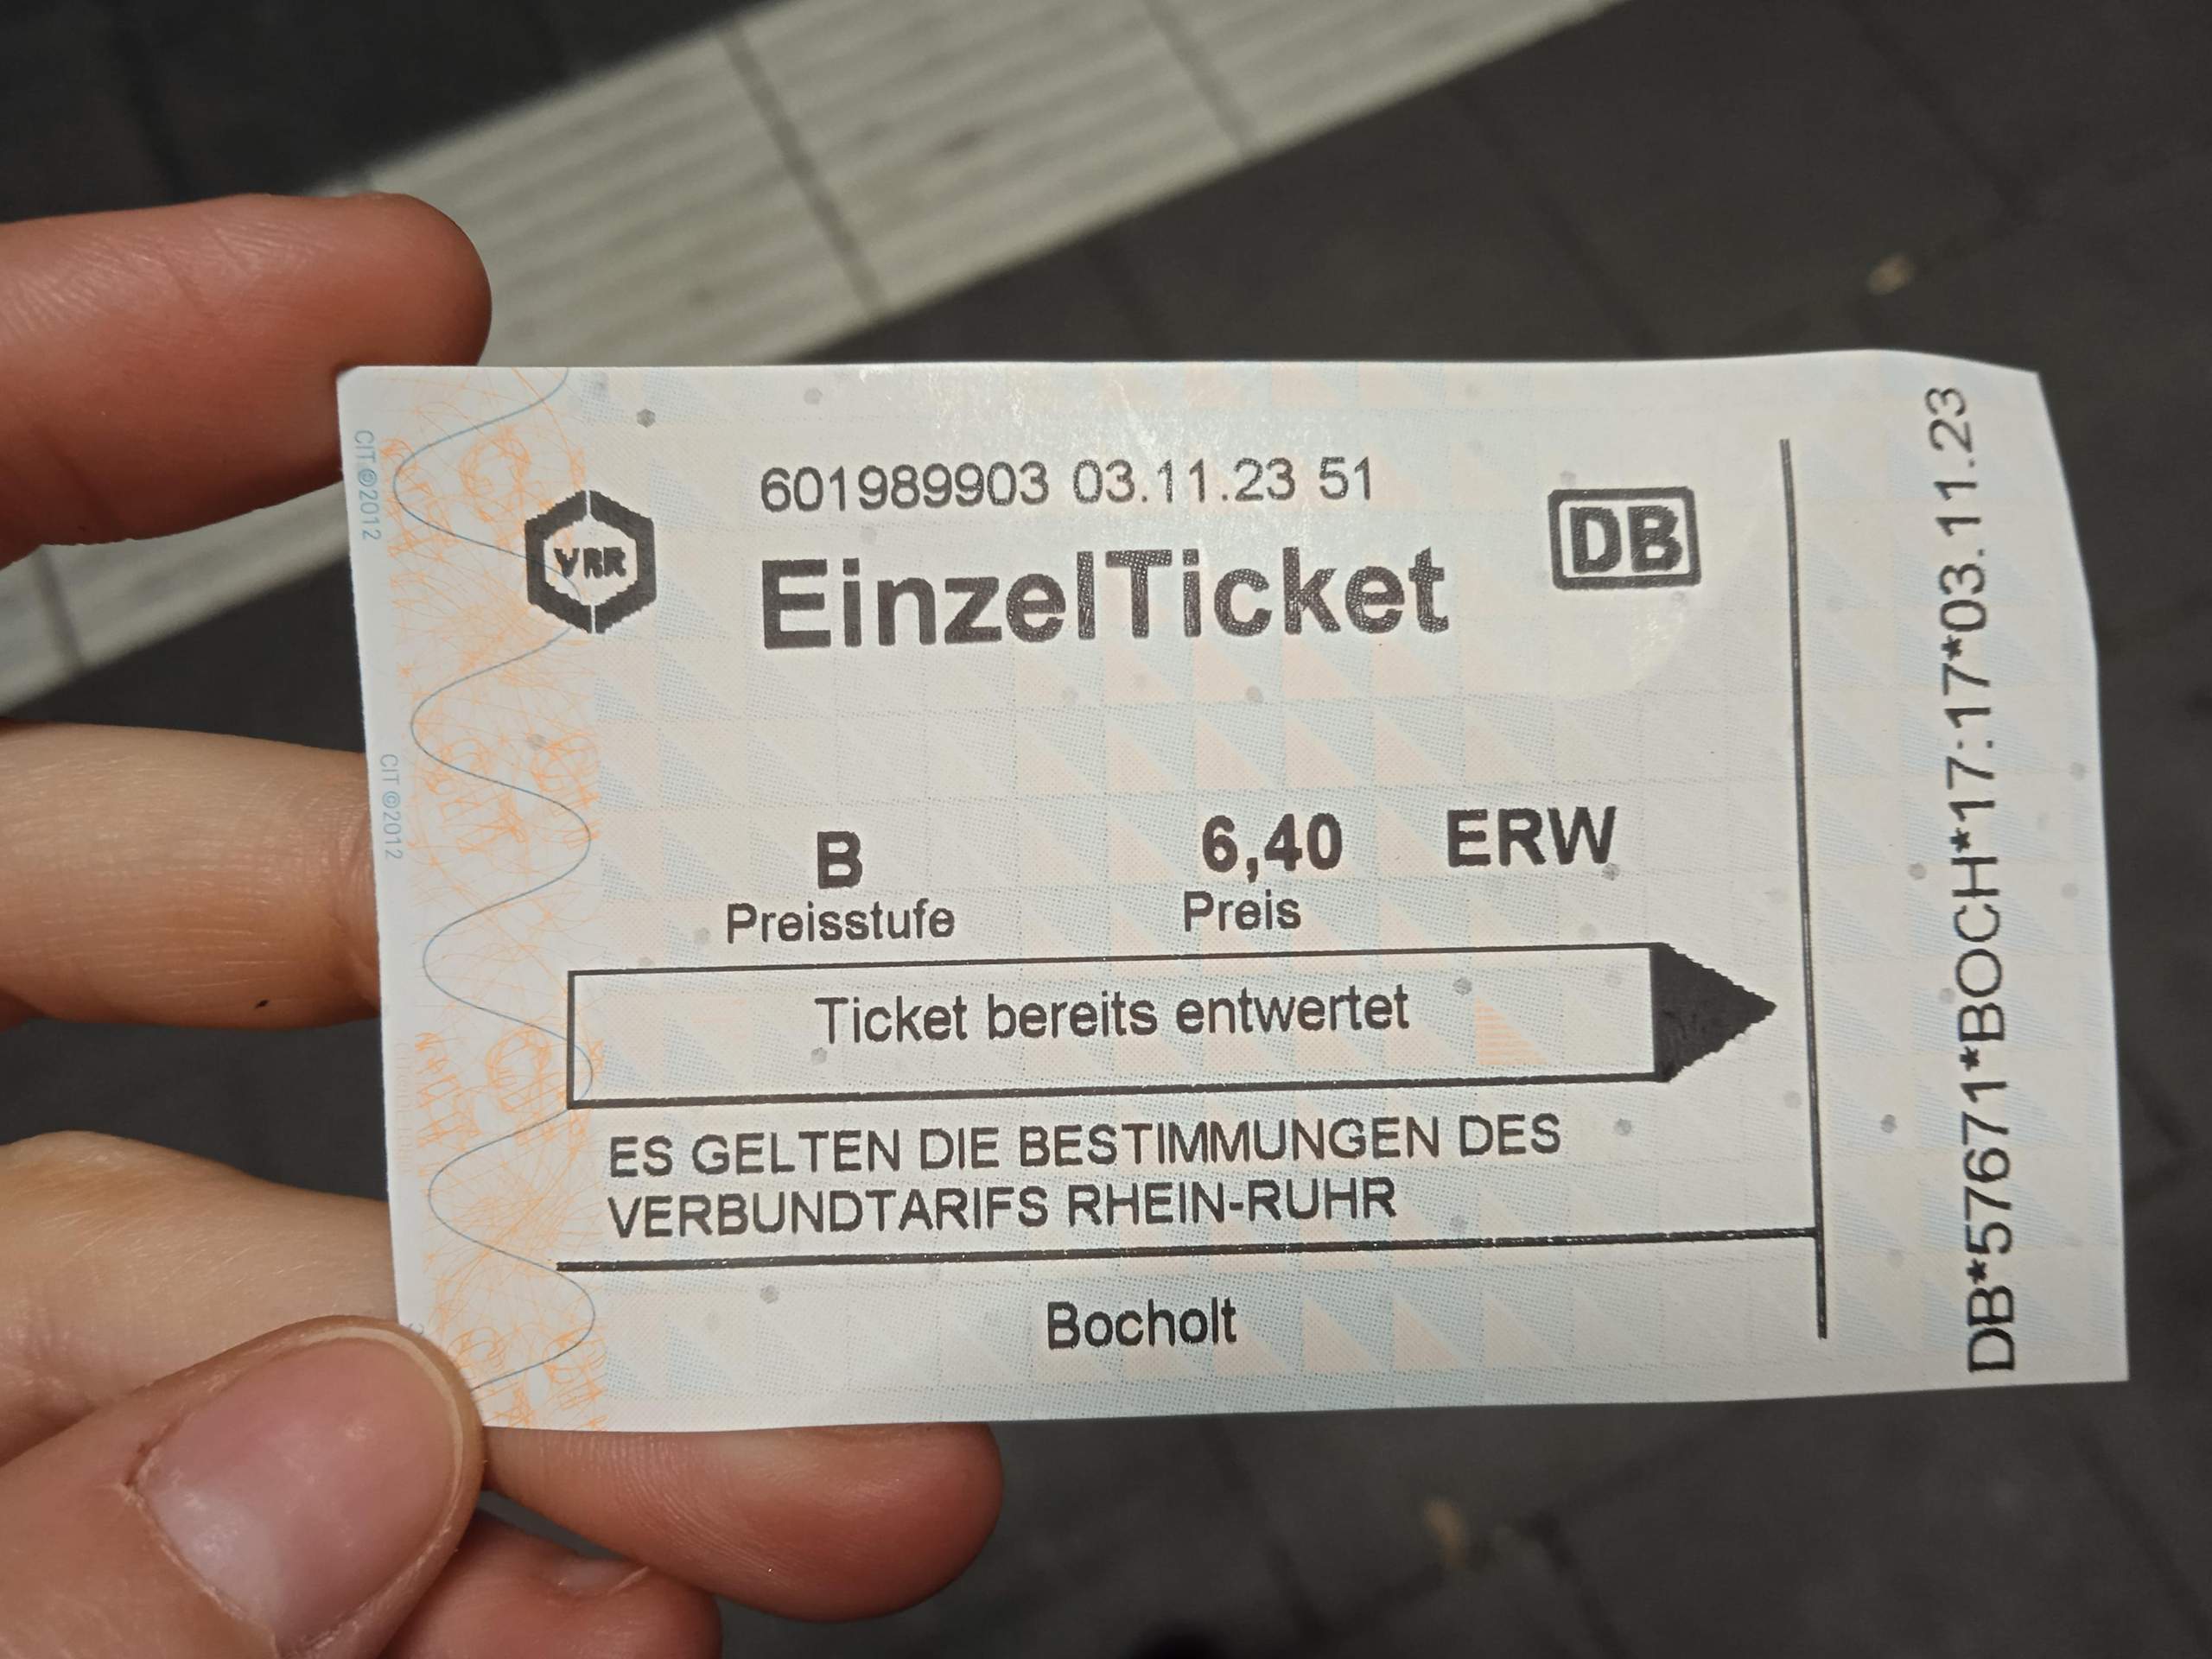 CIT ©2012
CIT ©2012
VRR
601989903 03.11.23 51
EinzelTicket
DB
B 6,40 ERW
Preisstufe Preis
Ticket bereits entwertet
ES GELTEN DIE BESTIMMUNGEN DES
VERBUNDTARIFS RHEIN-RUHR
Bocholt
DB*57671*BOCH*17:17*03.11.23